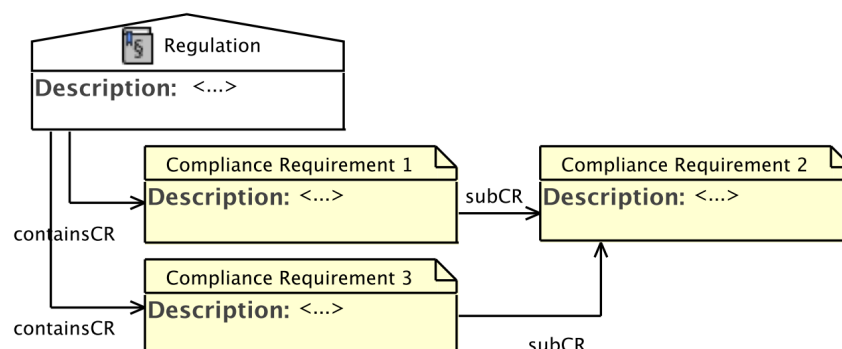 § Regulation
Description: <...>
Compliance Requirement 1
Description: <...>
subCR
Compliance Requirement 2
Description: <...>
containsCR
Compliance Requirement 3
Description: <...>
containsCR
subCR